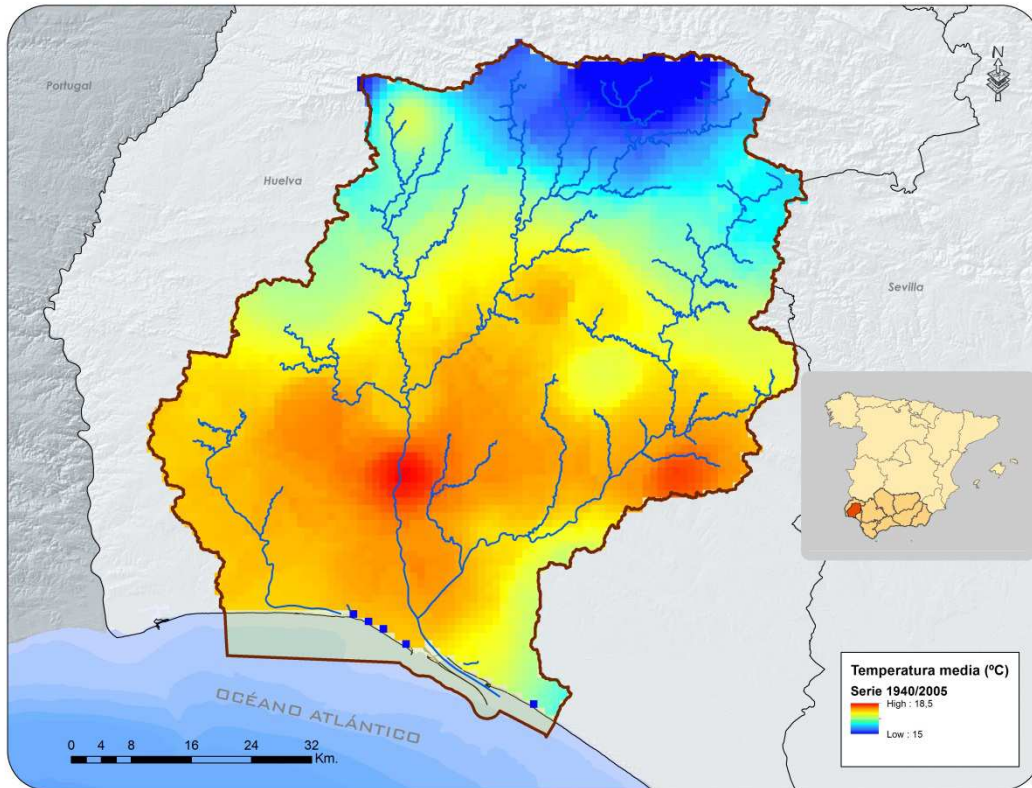 N
Portugal
Huelva
Sevilla
OCÉANO ATLÁNTICO
0 4 8 16 24 32
Km.
Temperatura media (ºC)
Serie 1940/2005
High : 18,5
Low : 15